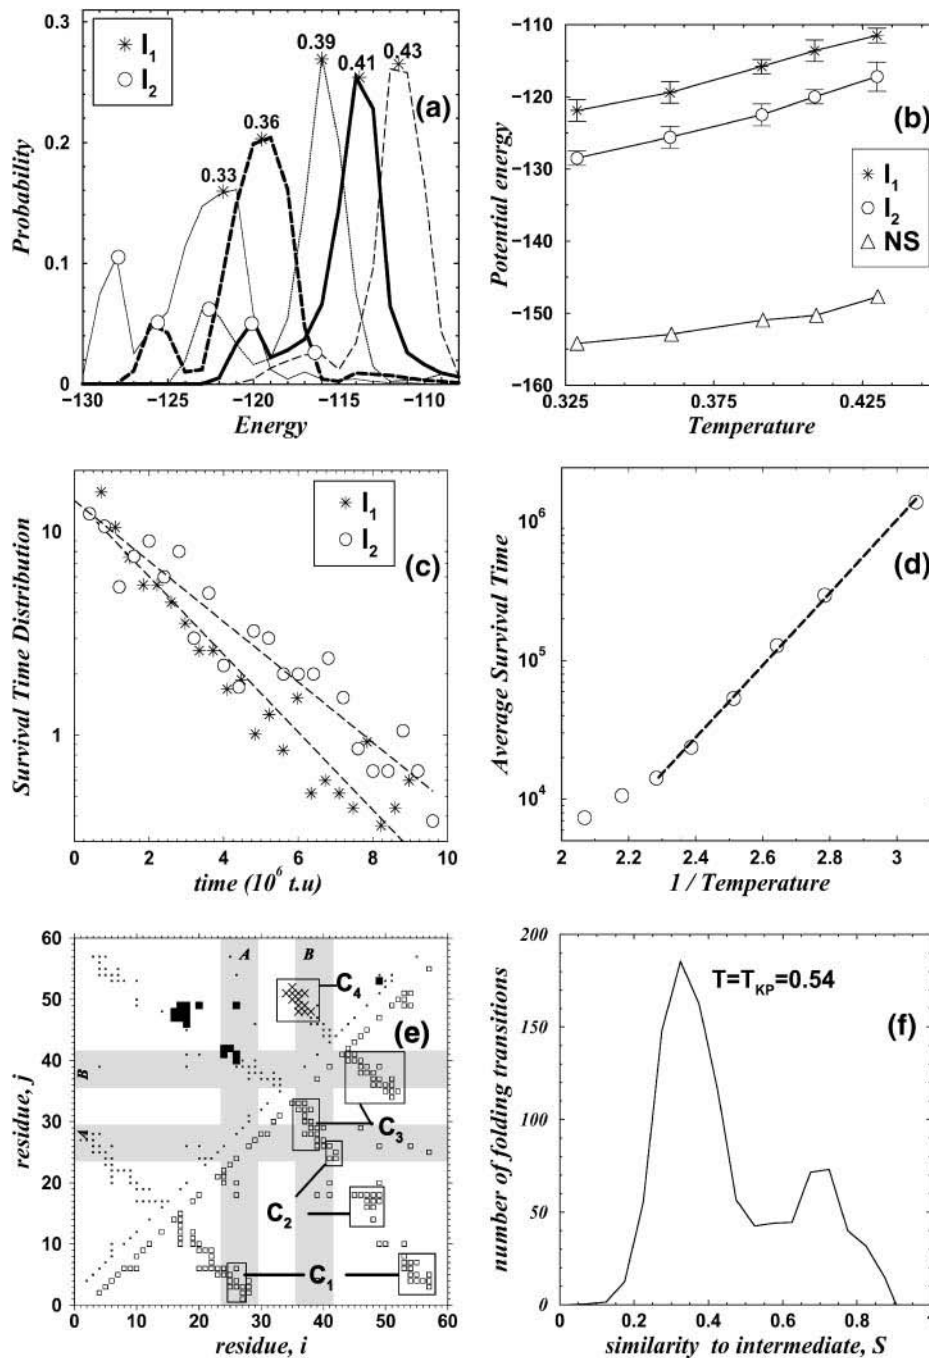 0.3
0.2
0.1
0
Probability
I1
I2
0.33
0.36
0.39
0.41
0.43
(a)
−130
−126
−122
−118
−114
−110
Energy
−110
−120
−130
−140
−150
−160
Potential energy
(b)
I1
I2
NS
0.325
0.375
0.425
Temperature
10
1
Survival Time Distribution
I1
I2
(c)
0
2
4
6
8
10
time (10^6 t.u)
10^6
10^5
10^4
Average Survival Time
(d)
2
2.2
2.4
2.6
2.8
3
1 / Temperature
60
50
40
30
20
10
0
residue, j
A
B
B
A
C4
C3
C2
C1
(e)
0
10
20
30
40
50
60
residue, i
200
150
100
50
0
number of folding transitions
T=TKP=0.54
(f)
0
0.2
0.4
0.6
0.8
similarity to intermediate, S